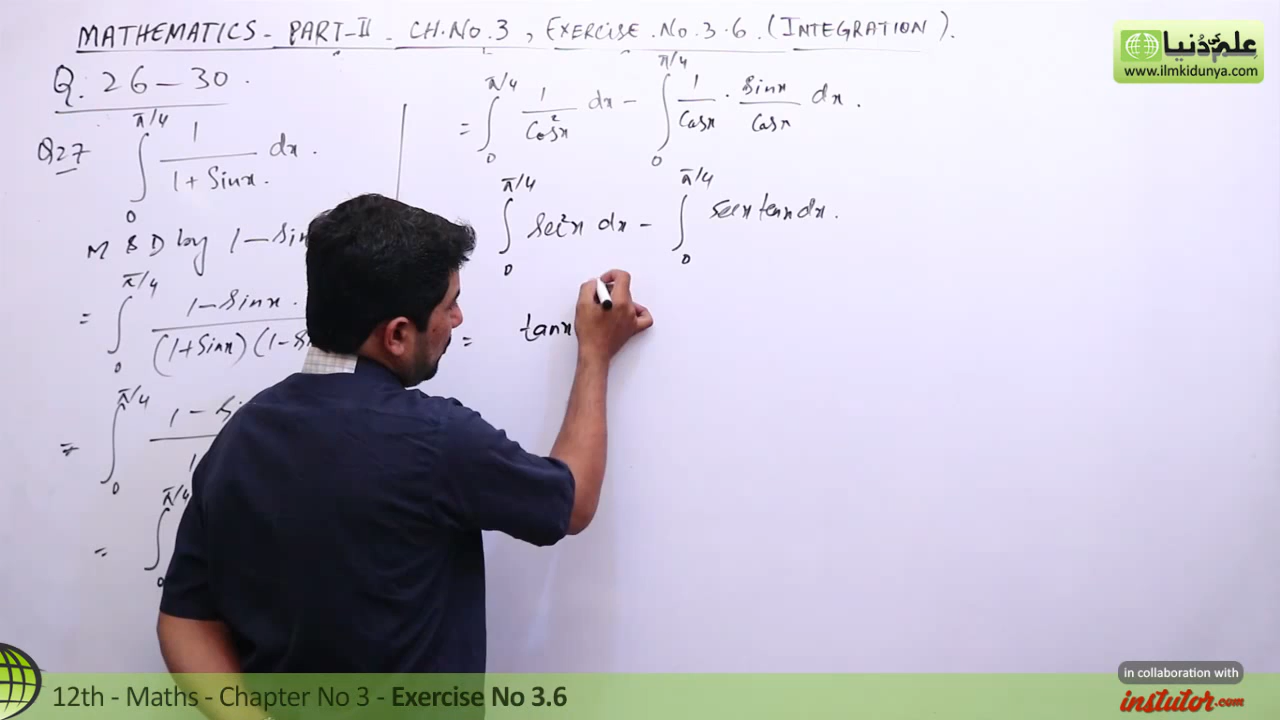 MATHEMATICS - PART-II - CH.No.3, EXERCISE.No.3.6.(INTEGRATION).
Q. 26-30.
Q27 ∫₀^{π/4} 1/(1+Sinx) dx.
M & D by 1-Sin
= ∫₀^{π/4} (1-Sinx.)/((1+Sinx)(1-
= ∫₀^{π/4} 1-
= ∫₀^{π/4}
= ∫₀^{π/4} 1/Cos²x dx - ∫₀^{π/4} 1/Cosx · Sinx/Cosx dx.
∫₀^{π/4} Sec²x dx - ∫₀^{π/4} secx tanx dx.
= tanx
علم کی دنیا
www.ilmkidunya.com
12th - Maths - Chapter No 3 - Exercise No 3.6
in collaboration with
instutor.com